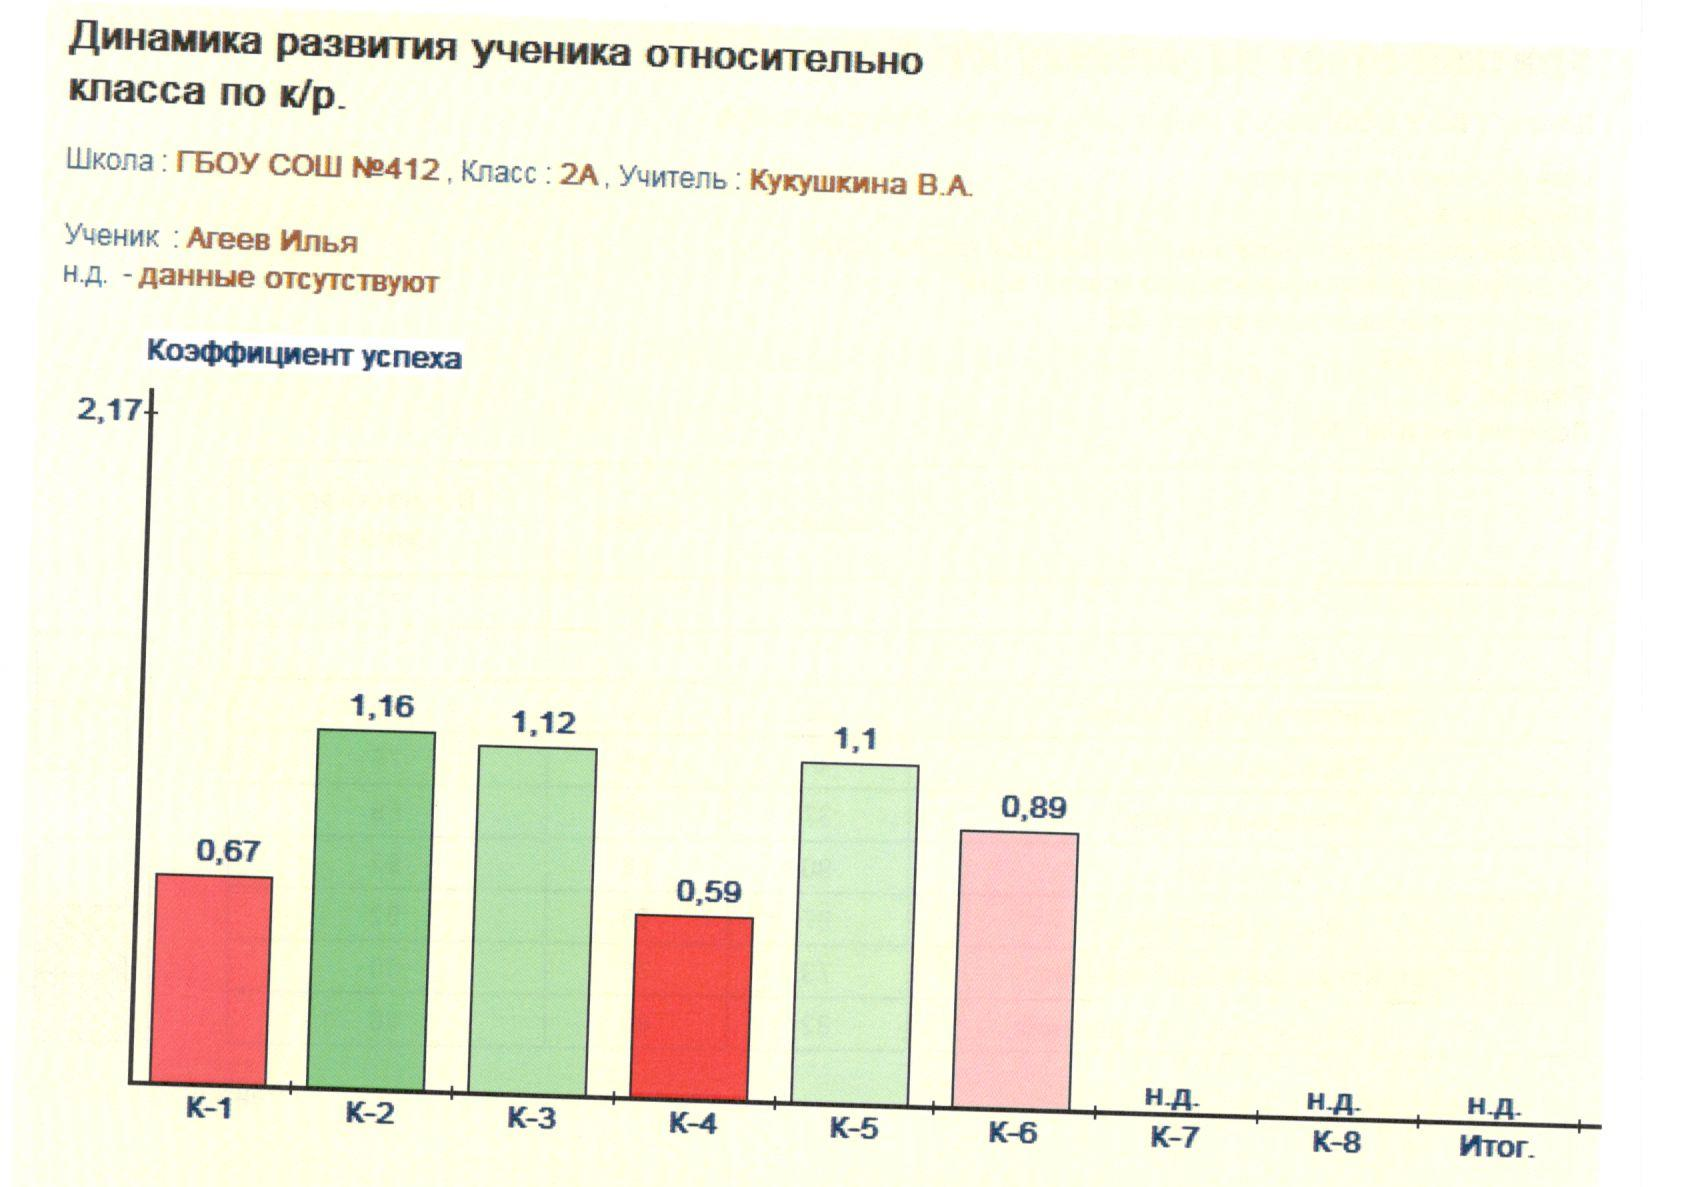 Динамика развития ученика относительно
класса по к/р.
Школа : ГБОУ СОШ №412 , Класс : 2А , Учитель : Кукушкина В.А.
Ученик : Агеев Илья
н.д. - данные отсутствуют
Коэффициент успеха
2,17
1,16
1,12
1,1
0,89
0,67
0,59
н.д. н.д. н.д.
К-1 К-2 К-3 К-4 К-5 К-6 К-7 К-8 Итог.